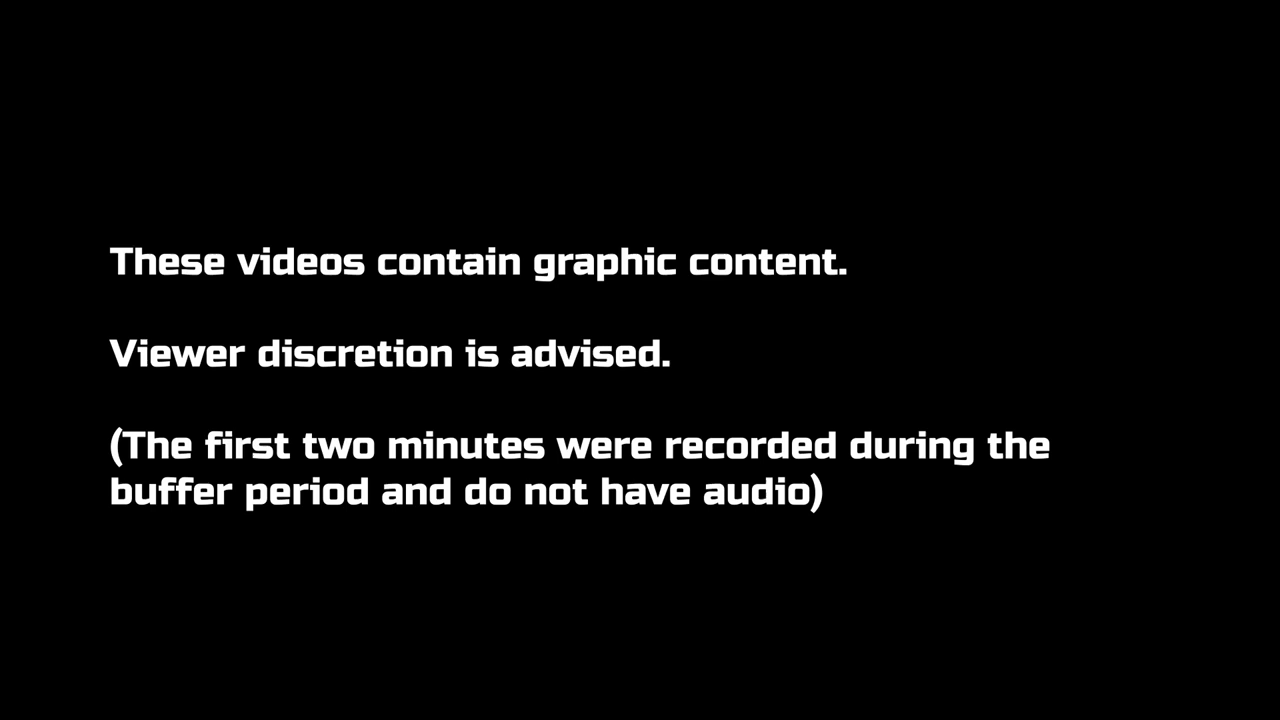 These videos contain graphic content.
Viewer discretion is advised.
(The first two minutes were recorded during the
buffer period and do not have audio)